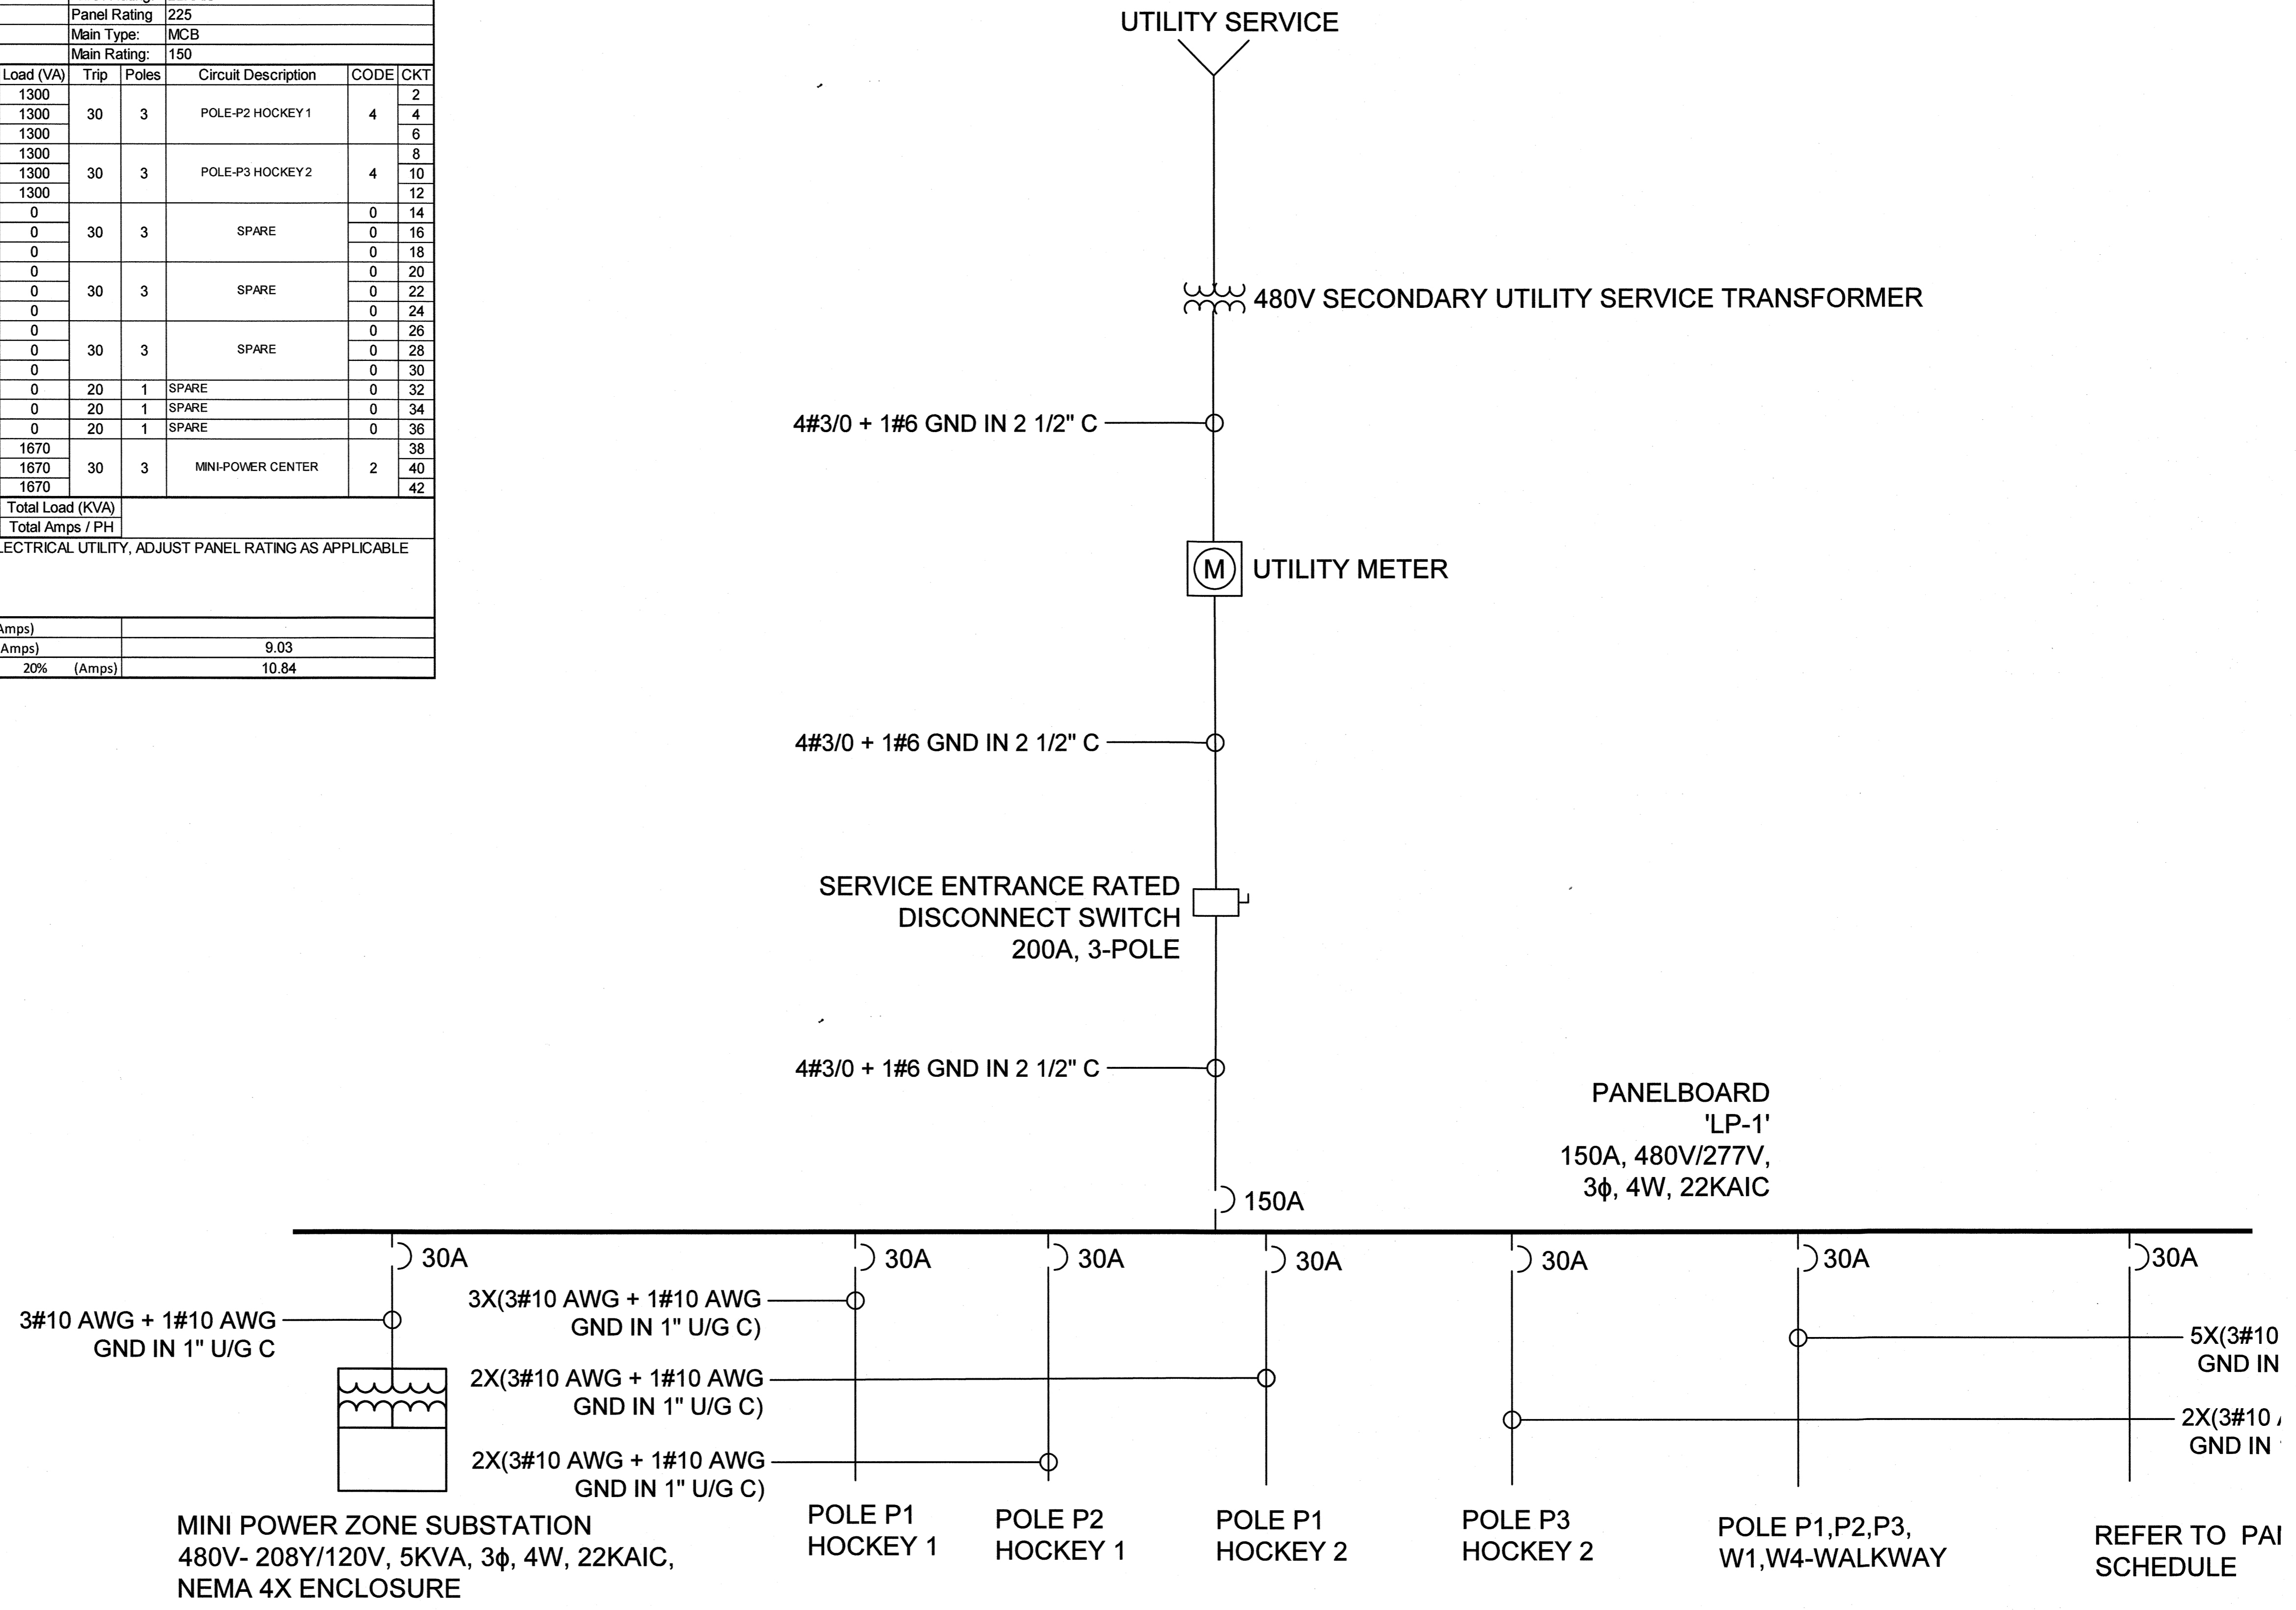 Panel Rating 225
Main Type: MCB
Main Rating: 150
Load (VA) Trip Poles Circuit Description CODE CKT
1300 2
1300 30 3 POLE-P2 HOCKEY 1 4 4
1300 6
1300 8
1300 30 3 POLE-P3 HOCKEY 2 4 10
1300 12
0 0 14
0 30 3 SPARE 0 16
0 0 18
0 0 20
0 30 3 SPARE 0 22
0 0 24
0 0 26
0 30 3 SPARE 0 28
0 0 30
0 20 1 SPARE 0 32
0 20 1 SPARE 0 34
0 20 1 SPARE 0 36
1670 38
1670 30 3 MINI-POWER CENTER 2 40
1670 42
Total Load (KVA)
Total Amps / PH
LECTRICAL UTILITY, ADJUST PANEL RATING AS APPLICABLE
Amps)
Amps) 9.03
20% (Amps) 10.84
UTILITY SERVICE
480V SECONDARY UTILITY SERVICE TRANSFORMER
4#3/0 + 1#6 GND IN 2 1/2" C
UTILITY METER
M
4#3/0 + 1#6 GND IN 2 1/2" C
SERVICE ENTRANCE RATED
DISCONNECT SWITCH
200A, 3-POLE
4#3/0 + 1#6 GND IN 2 1/2" C
PANELBOARD
'LP-1'
150A, 480V/277V,
3ϕ, 4W, 22KAIC
150A
30A
30A
30A
30A
30A
30A
30A
3#10 AWG + 1#10 AWG
GND IN 1" U/G C
3X(3#10 AWG + 1#10 AWG
GND IN 1" U/G C)
2X(3#10 AWG + 1#10 AWG
GND IN 1" U/G C)
2X(3#10 AWG + 1#10 AWG
GND IN 1" U/G C)
5X(3#10
GND IN
2X(3#10
GND IN
MINI POWER ZONE SUBSTATION
480V- 208Y/120V, 5KVA, 3ϕ, 4W, 22KAIC,
NEMA 4X ENCLOSURE
POLE P1
HOCKEY 1
POLE P2
HOCKEY 1
POLE P1
HOCKEY 2
POLE P3
HOCKEY 2
POLE P1,P2,P3,
W1,W4-WALKWAY
REFER TO PA
SCHEDULE